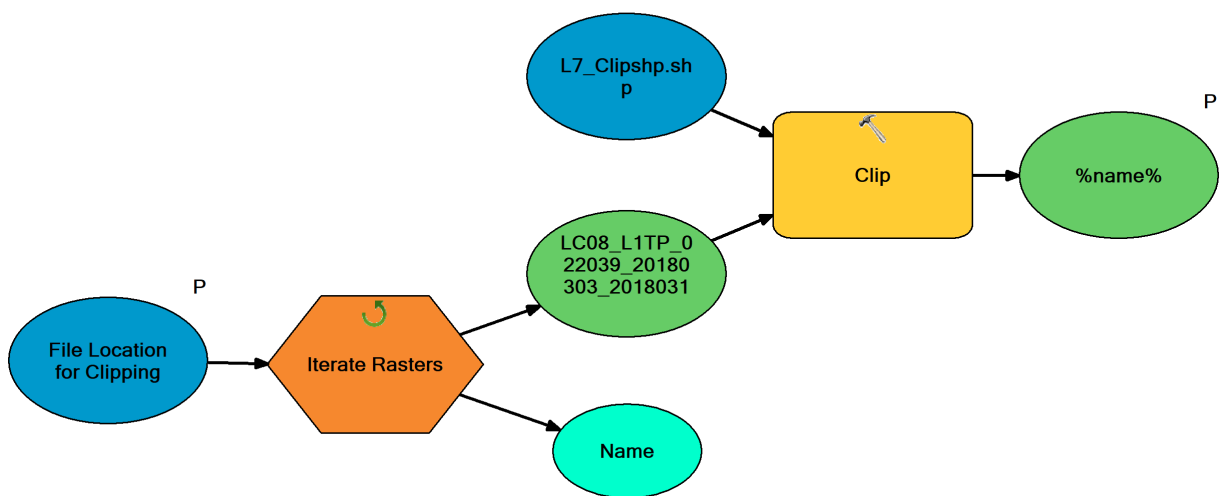 L7_Clipshp.sh
p
P
Clip
%name%
LC08_L1TP_0
22039_20180
303_2018031
P
File Location
for Clipping
Iterate Rasters
Name